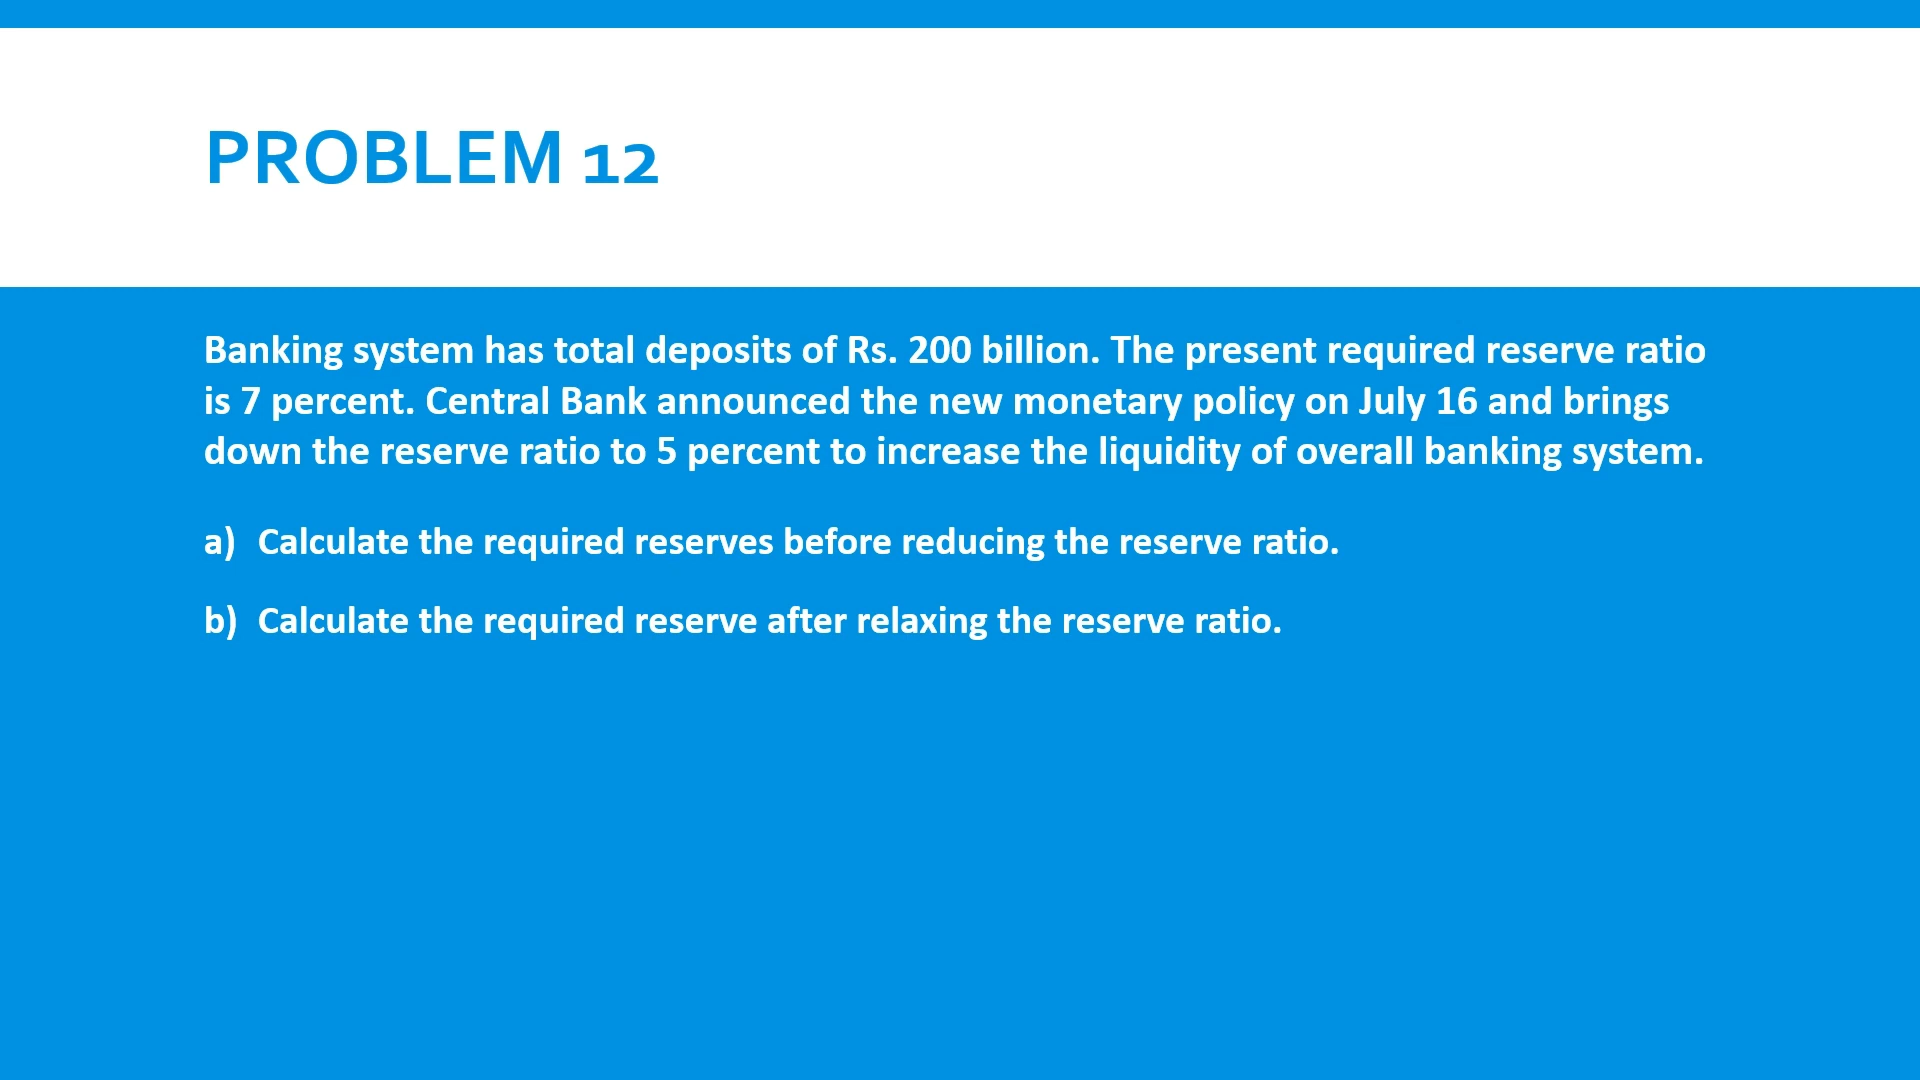 PROBLEM 12
Banking system has total deposits of Rs. 200 billion. The present required reserve ratio
is 7 percent. Central Bank announced the new monetary policy on July 16 and brings
down the reserve ratio to 5 percent to increase the liquidity of overall banking system.
a) Calculate the required reserves before reducing the reserve ratio.
b) Calculate the required reserve after relaxing the reserve ratio.